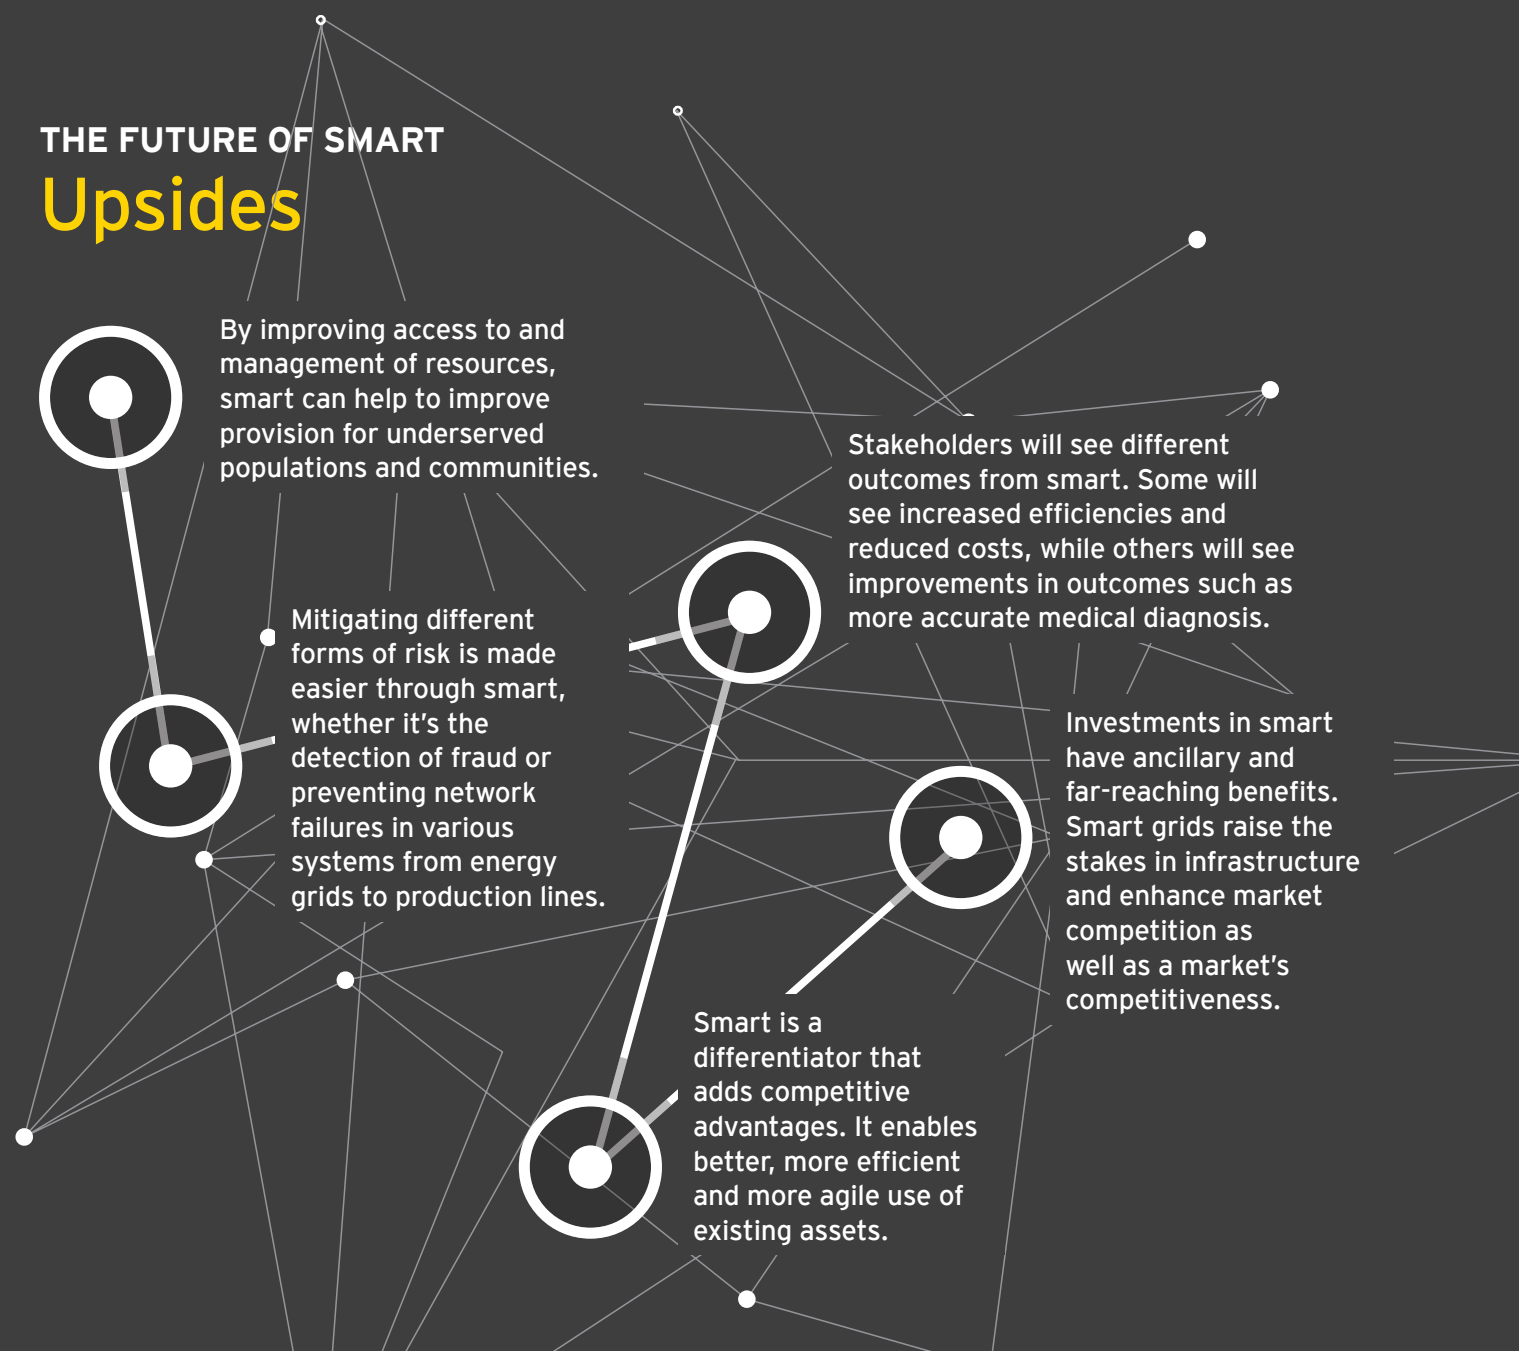 THE FUTURE OF SMART
Upsides
By improving access to and
management of resources,
smart can help to improve
provision for underserved
populations and communities.
Stakeholders will see different
outcomes from smart. Some will
see increased efficiencies and
reduced costs, while others will see
improvements in outcomes such as
more accurate medical diagnosis.
Mitigating different
forms of risk is made
easier through smart,
whether it’s the
detection of fraud or
preventing network
failures in various
systems from energy
grids to production lines.
Investments in smart
have ancillary and
far-reaching benefits.
Smart grids raise the
stakes in infrastructure
and enhance market
competition as
well as a market’s
competitiveness.
Smart is a
differentiator that
adds competitive
advantages. It enables
better, more efficient
and more agile use of
existing assets.